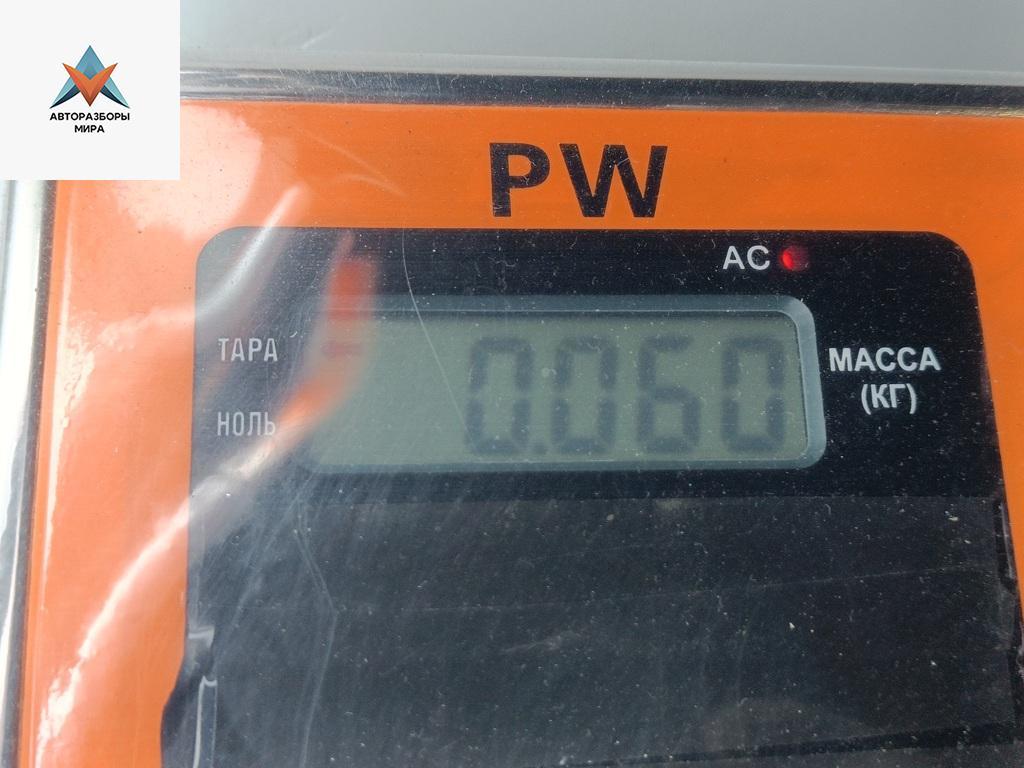 АВТОРАЗБОРЫ
МИРА
PW
AC
ТАРА
НОЛЬ
0.060
МАССА
(КГ)